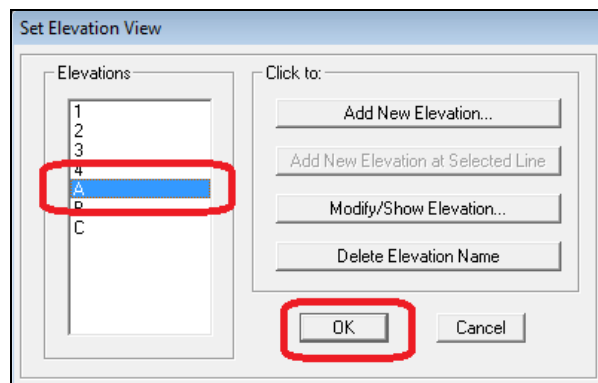 Set Elevation View
Elevations
1
2
3
4
A
B
C
Click to:
Add New Elevation...
Add New Elevation at Selected Line
Modify/Show Elevation...
Delete Elevation Name
OK
Cancel